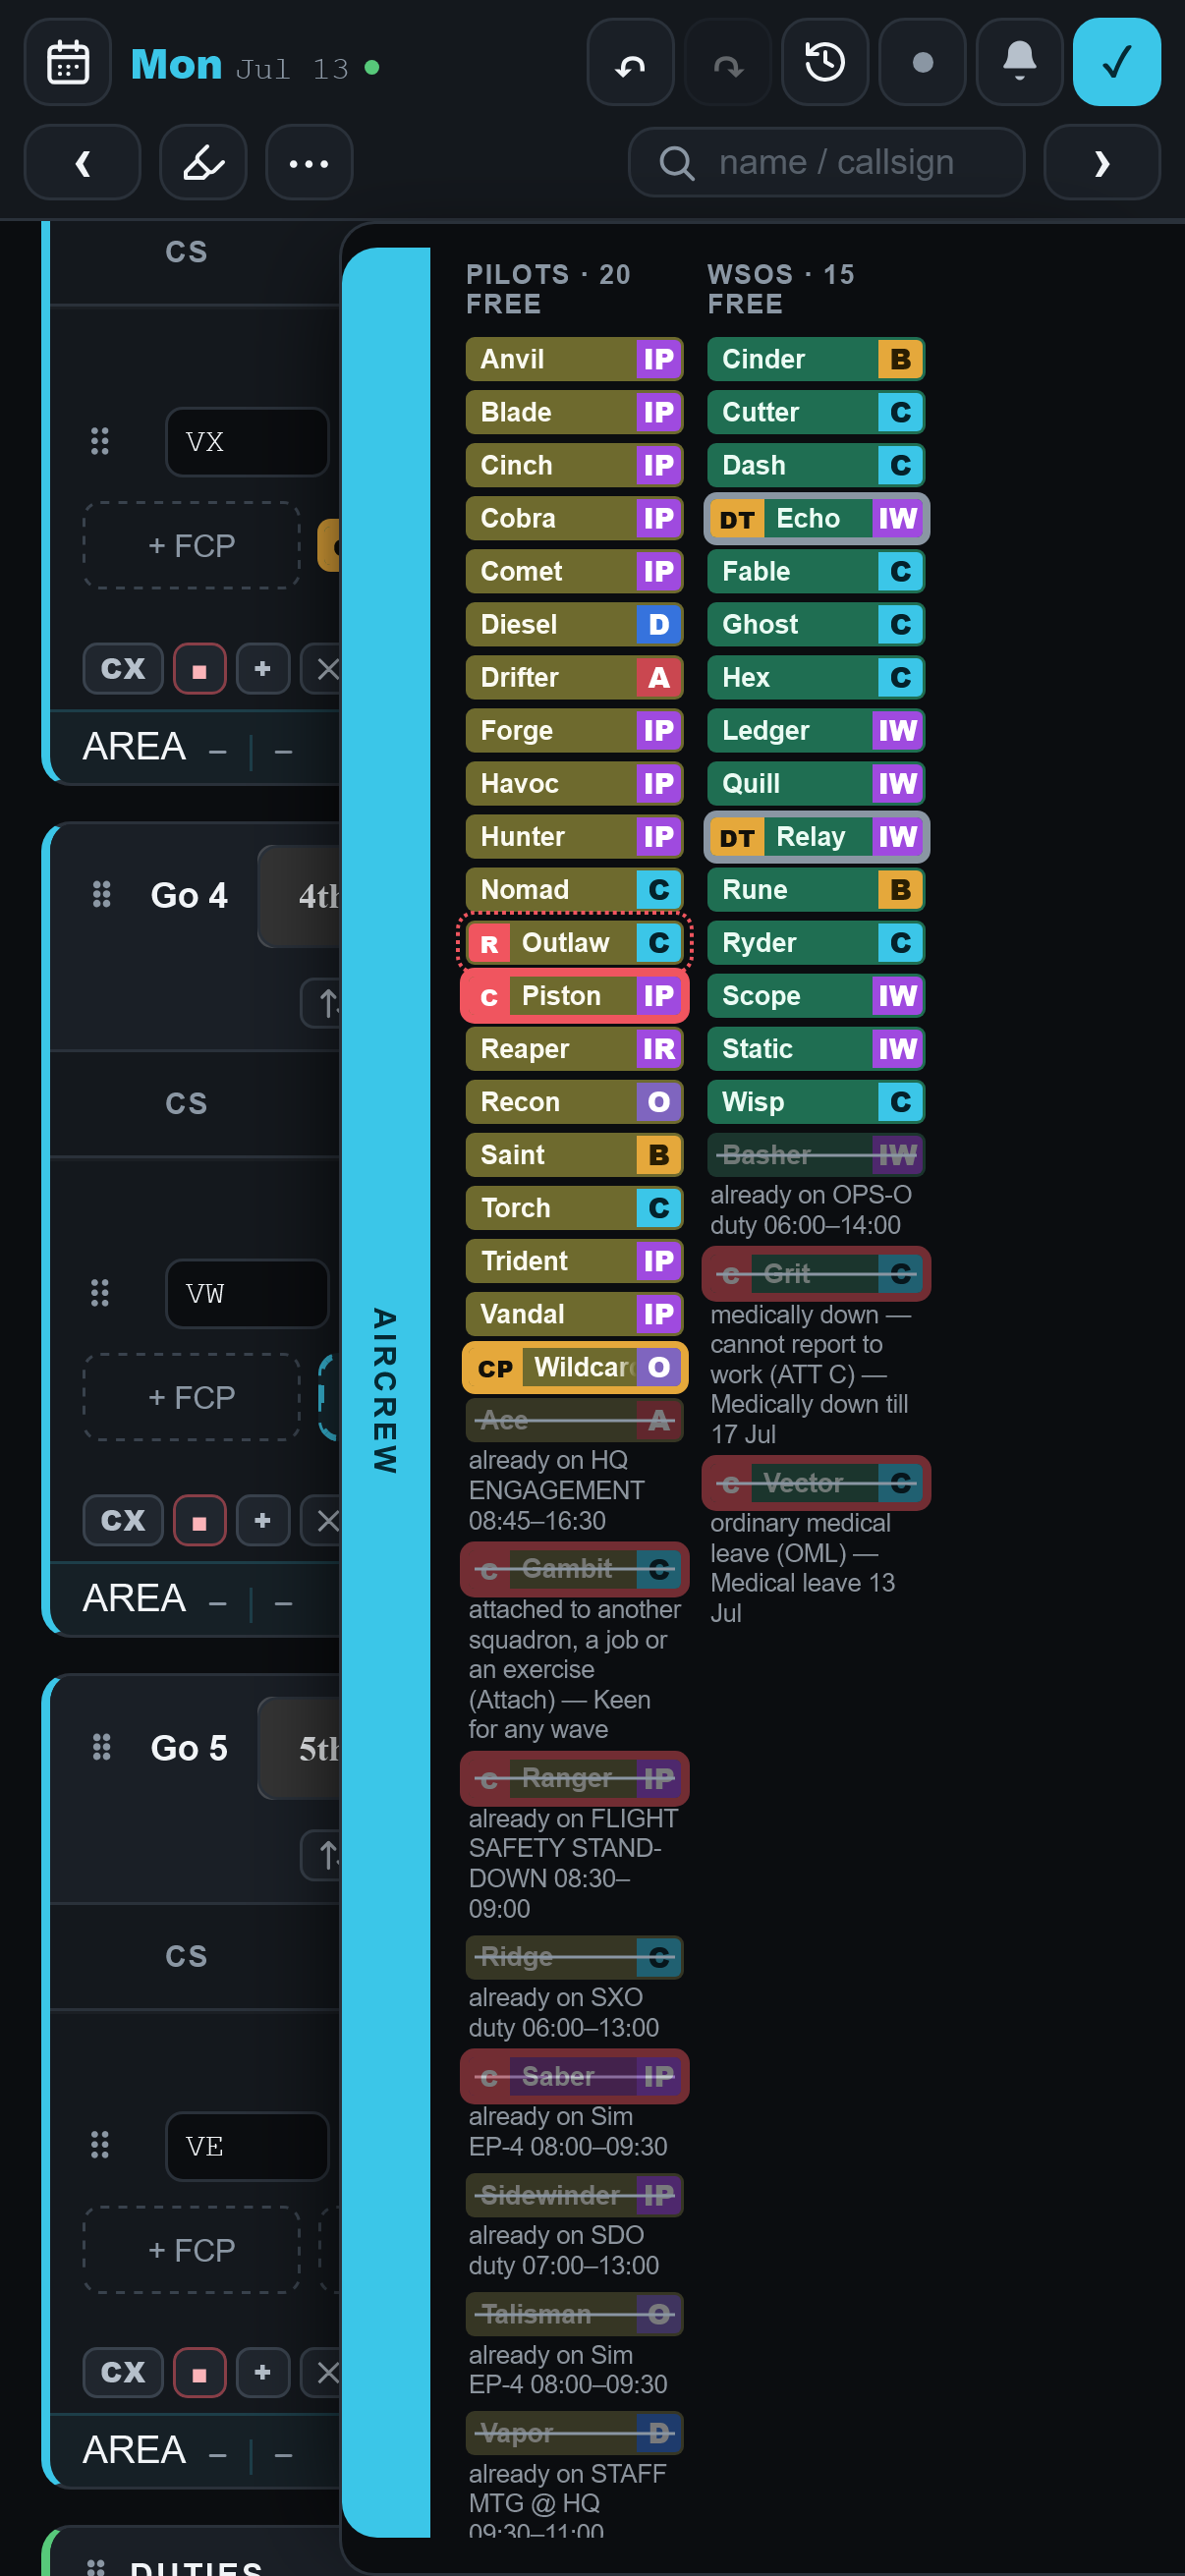 Mon Jul 13
name / callsign
CS
VX
+ FCP
CX + ×
AREA – | –
Go 4 4th
CS
VW
+ FCP
CX + ×
AREA – | –
Go 5 5th
CS
VE
+ FCP
CX + ×
AREA – | –
DUTIES
AIRCREW
PILOTS · 20
FREE
Anvil IP
Blade IP
Cinch IP
Cobra IP
Comet IP
Diesel D
Drifter A
Forge IP
Havoc IP
Hunter IP
Nomad C
R Outlaw C
C Piston IP
Reaper IR
Recon O
Saint B
Torch C
Trident IP
Vandal IP
CP Wildcard O
Ace A
already on HQ
ENGAGEMENT
08:45–16:30
C Gambit C
attached to another
squadron, a job or
an exercise
(Attach) — Keen
for any wave
C Ranger IP
already on FLIGHT
SAFETY STAND-
DOWN 08:30–
09:00
Ridge C
already on SXO
duty 06:00–13:00
C Saber IP
already on Sim
EP-4 08:00–09:30
Sidewinder IP
already on SDO
duty 07:00–13:00
Talisman O
already on Sim
EP-4 08:00–09:30
Vapor D
already on STAFF
MTG @ HQ
09:30–11:00
WSOS · 15
FREE
Cinder B
Cutter C
Dash C
DT Echo IW
Fable C
Ghost C
Hex C
Ledger IW
Quill IW
DT Relay IW
Rune B
Ryder C
Scope IW
Static IW
Wisp C
Basher IW
already on OPS-O
duty 06:00–14:00
C Grit C
medically down —
cannot report to
work (ATT C) —
Medically down till
17 Jul
C Vector C
ordinary medical
leave (OML) —
Medical leave 13
Jul